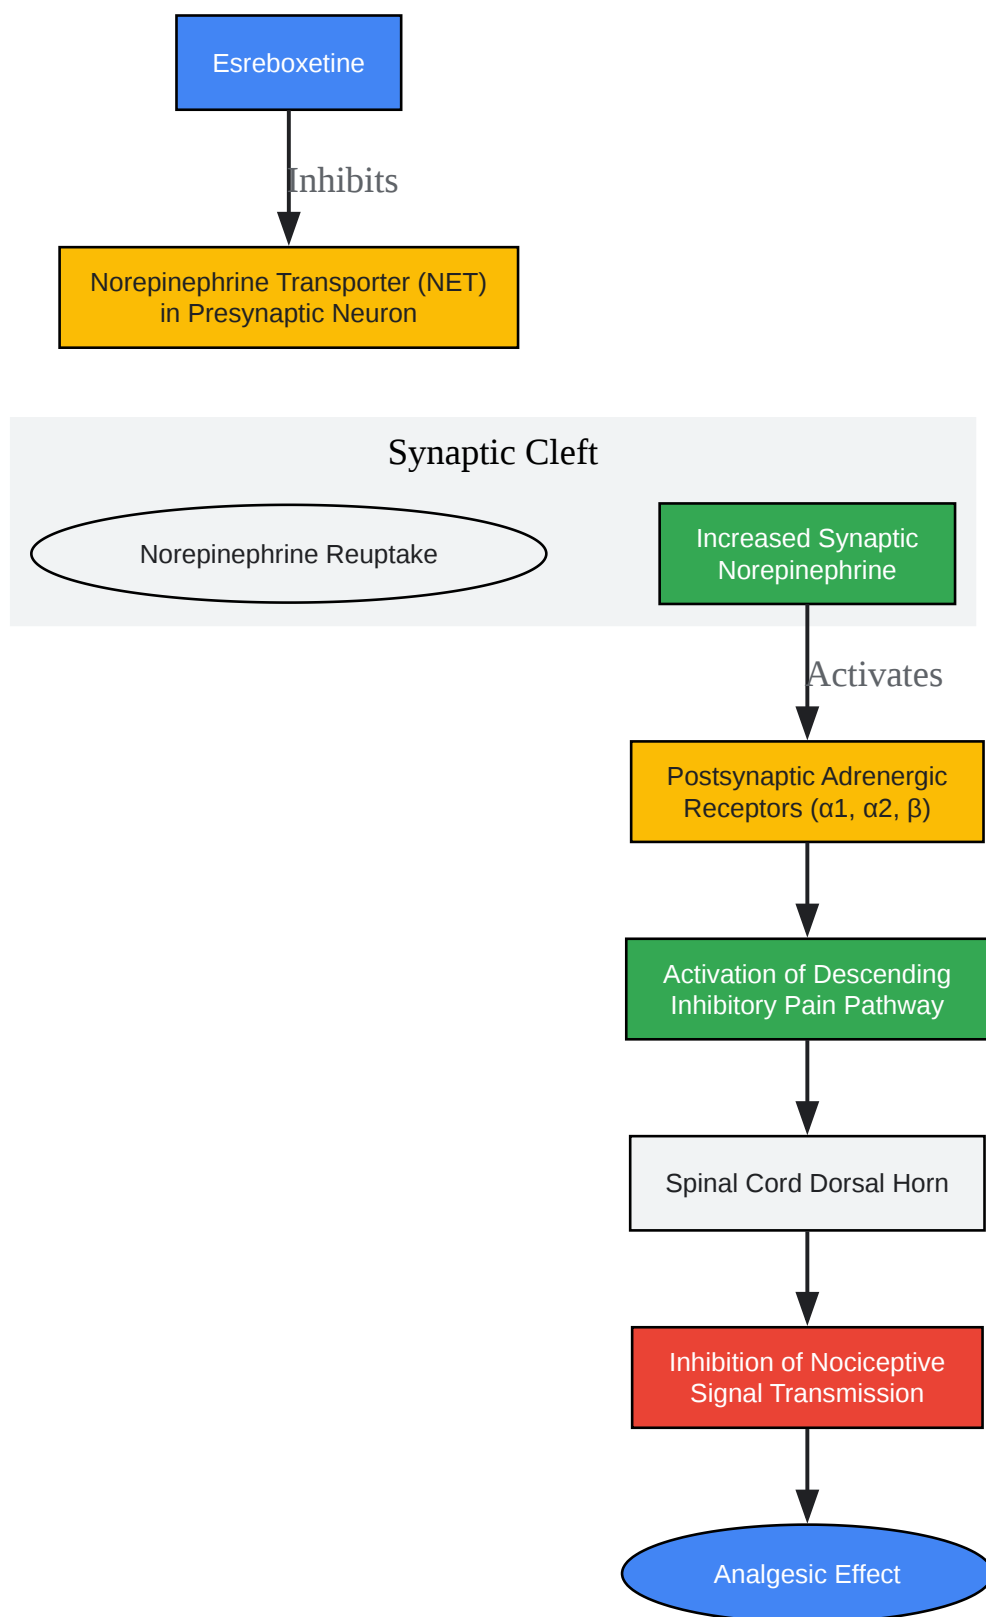 Esreboxetine
Inhibits
Norepinephrine Transporter (NET)
in Presynaptic Neuron
Synaptic Cleft
Norepinephrine Reuptake
Increased Synaptic
Norepinephrine
Activates
Postsynaptic Adrenergic
Receptors (α1, α2, β)
Activation of Descending
Inhibitory Pain Pathway
Spinal Cord Dorsal Horn
Inhibition of Nociceptive
Signal Transmission
Analgesic Effect